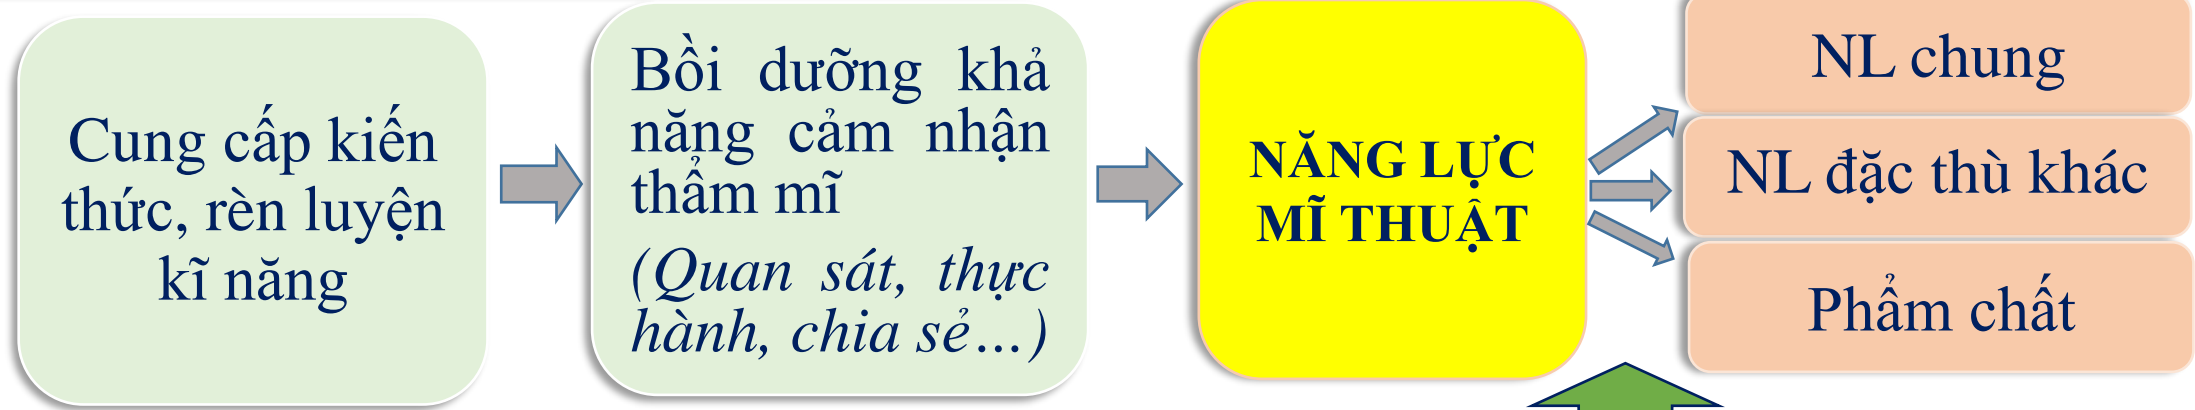 Cung cấp kiến
thức, rèn luyện
kĩ năng
Bồi dưỡng khả
năng cảm nhận
thẩm mĩ
(Quan sát, thực
hành, chia sẻ…)
NĂNG LỰC
MĨ THUẬT
NL chung
NL đặc thù khác
Phẩm chất